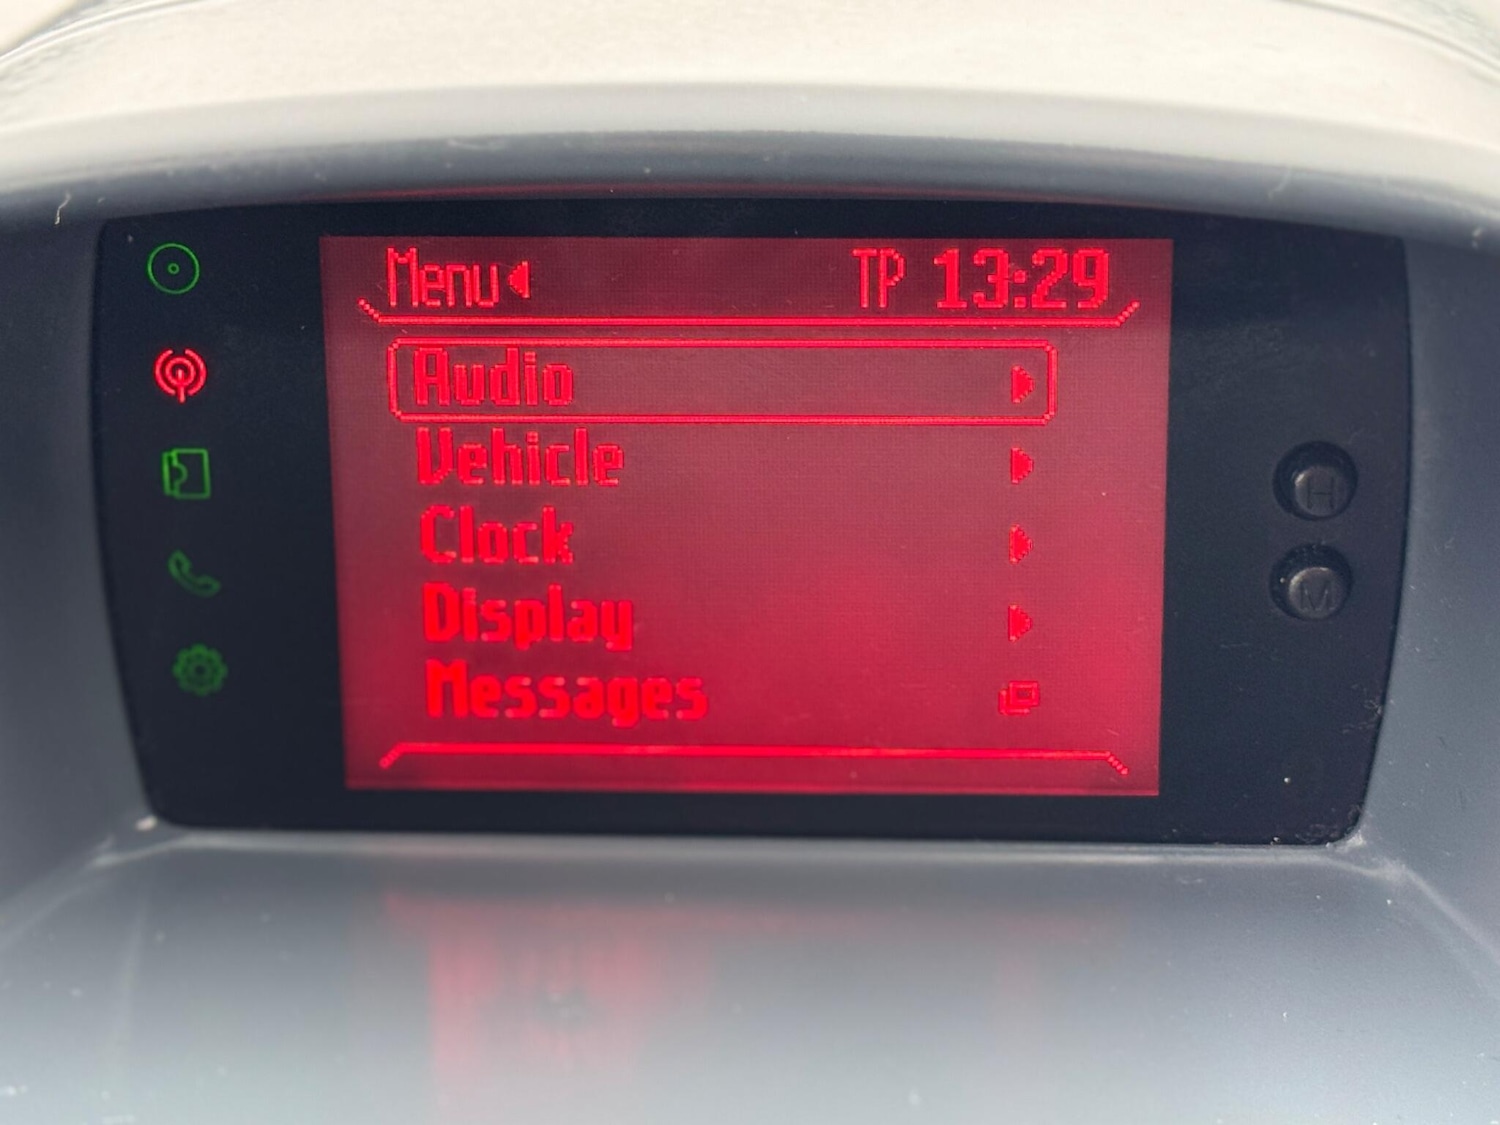 Menu
TP 13:29
Audio
Vehicle
Clock
Display
Messages
H
M